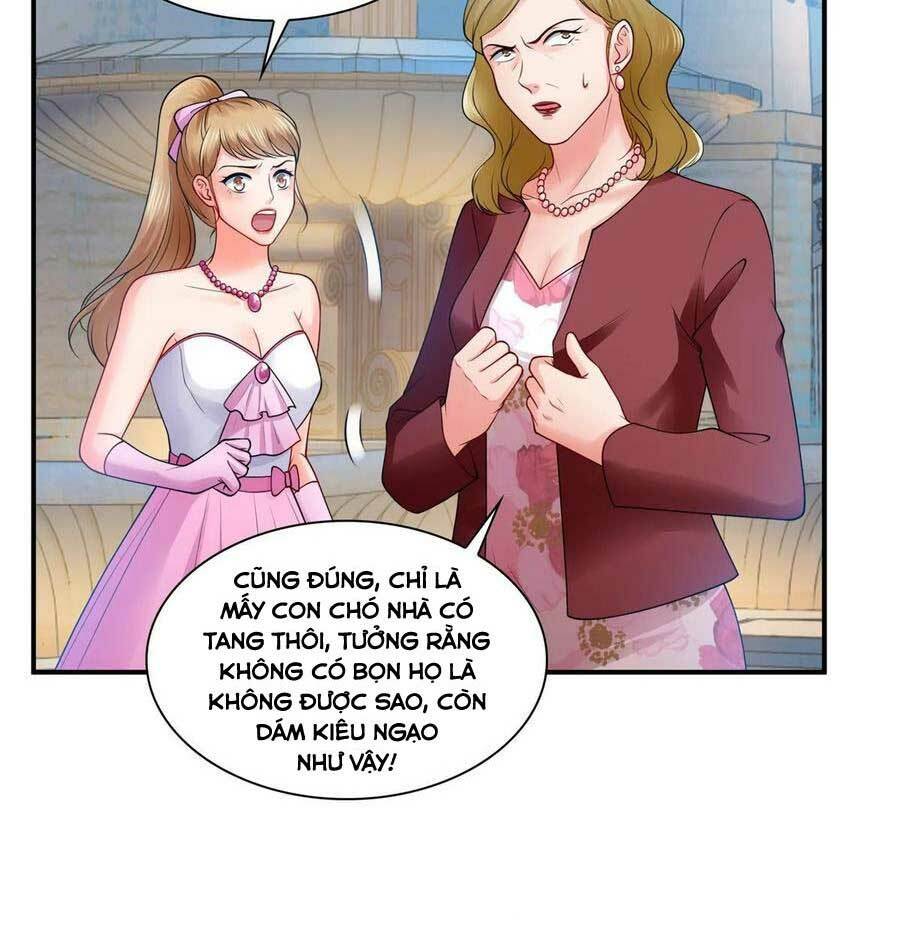 CŨNG ĐÚNG, CHỈ LÀ
MẤY CON CHÓ NHÀ CÓ
TANG THÔI, TƯỞNG RẰNG
KHÔNG CÓ BỌN HỌ LÀ
KHÔNG ĐƯỢC SAO, CÒN
DÁM KIÊU NGẠO
NHƯ VẬY!